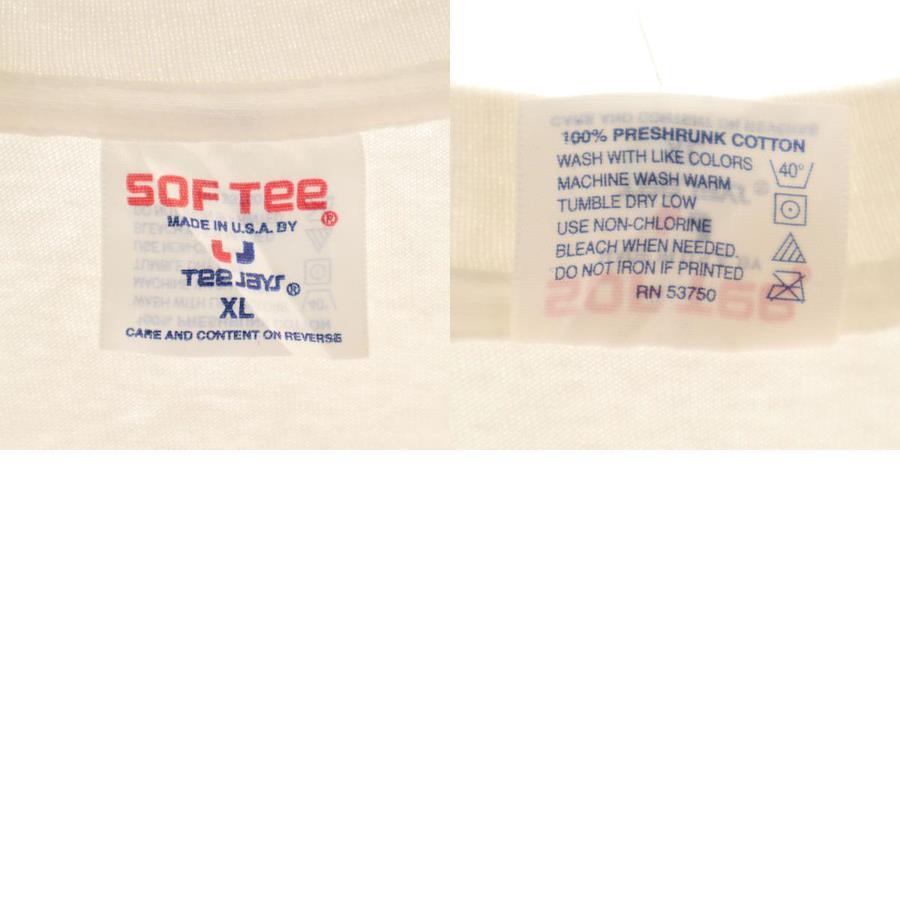 SOF TEE ®
MADE IN U.S.A. BY
TEE JAYS ®
XL
CARE AND CONTENT ON REVERSE
100% PRESHRUNK COTTON
WASH WITH LIKE COLORS
40°
MACHINE WASH WARM
TUMBLE DRY LOW
USE NON-CHLORINE
BLEACH WHEN NEEDED.
DO NOT IRON IF PRINTED
RN 53750